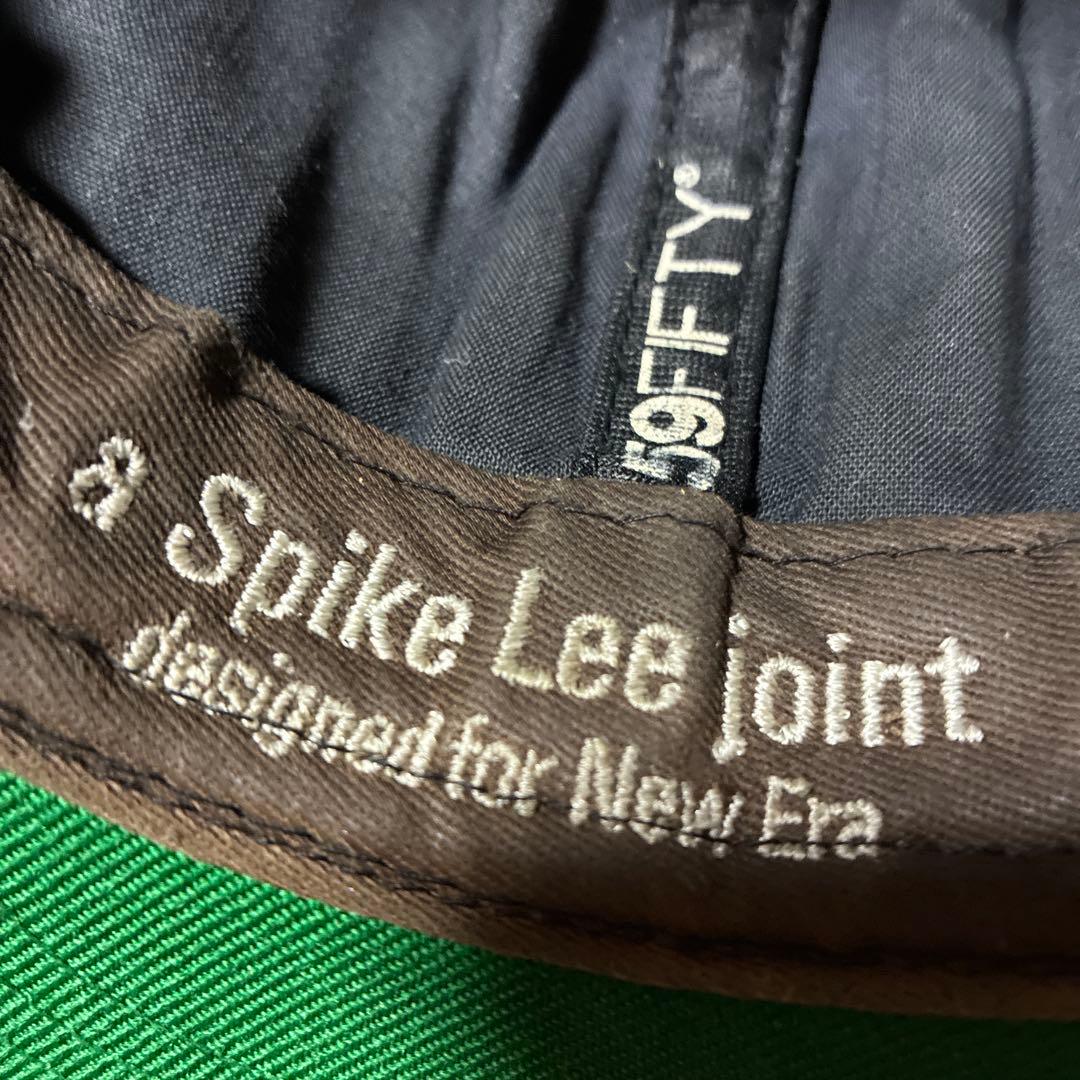 59FIFTY®
a Spike Lee joint
designed for New Era